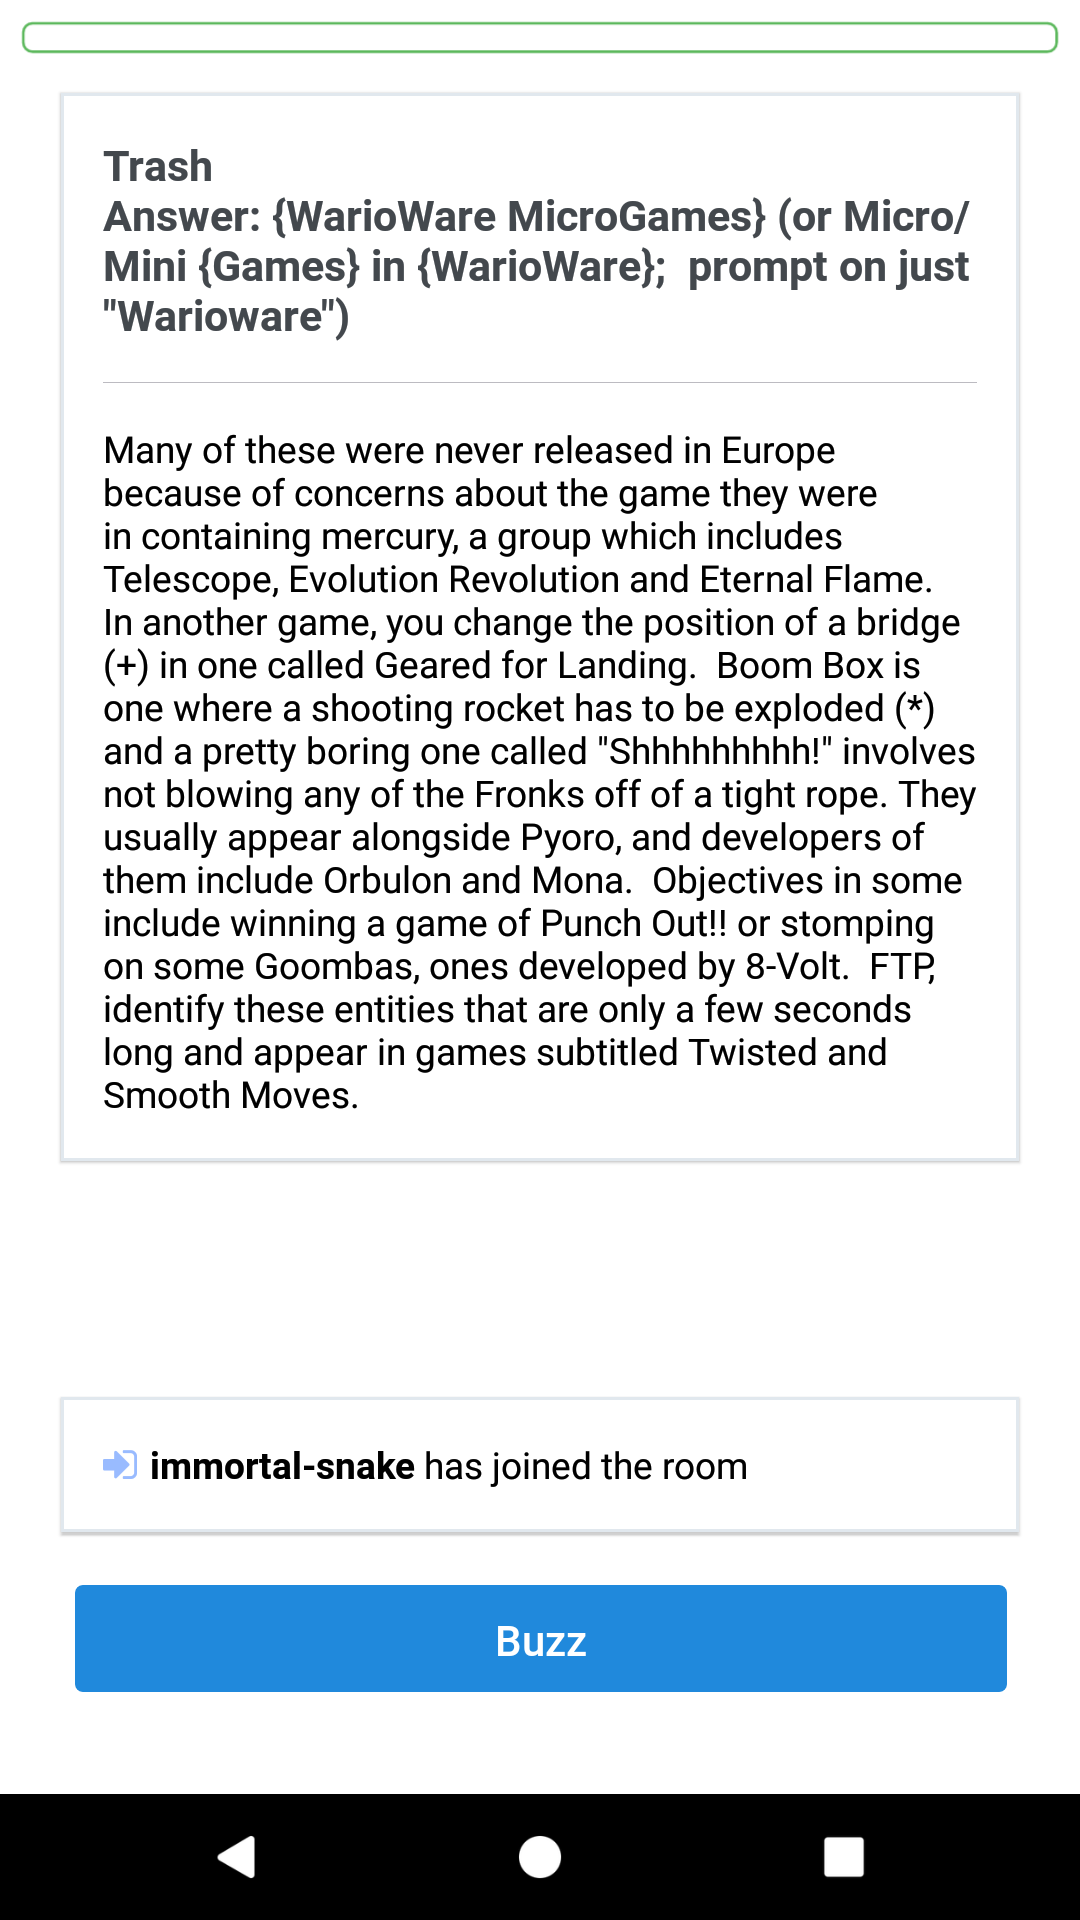 Trash
Answer: {WarioWare MicroGames} (or Micro/
Mini {Games} in {WarioWare};  prompt on just
"Warioware")
Many of these were never released in Europe
because of concerns about the game they were
in containing mercury, a group which includes
Telescope, Evolution Revolution and Eternal Flame.
In another game, you change the position of a bridge
(+) in one called Geared for Landing.  Boom Box is
one where a shooting rocket has to be exploded (*)
and a pretty boring one called "Shhhhhhhhh!" involves
not blowing any of the Fronks off of a tight rope. They
usually appear alongside Pyoro, and developers of
them include Orbulon and Mona.  Objectives in some
include winning a game of Punch Out!! or stomping
on some Goombas, ones developed by 8-Volt.  FTP,
identify these entities that are only a few seconds
long and appear in games subtitled Twisted and
Smooth Moves.
immortal-snake has joined the room
Buzz